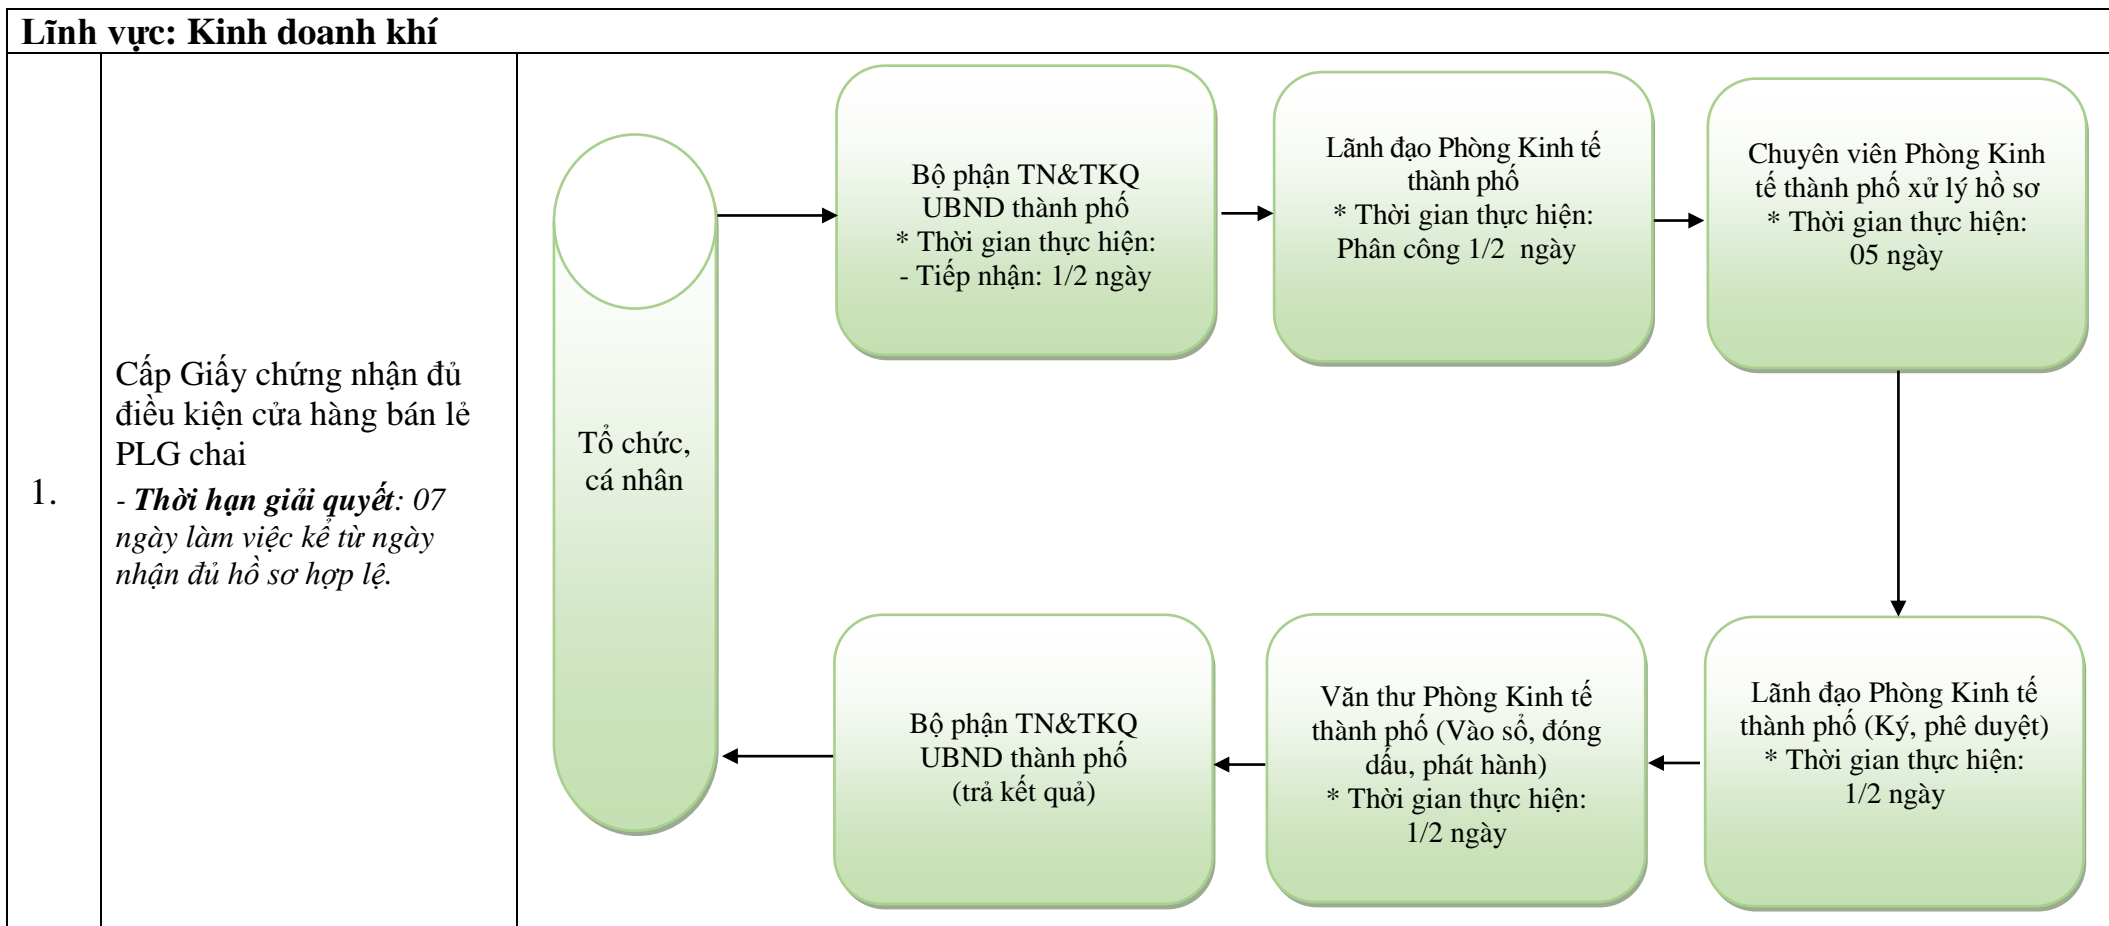 Lĩnh vực: Kinh doanh khí
1.
Cấp Giấy chứng nhận đủ
điều kiện cửa hàng bán lẻ
PLG chai
- Thời hạn giải quyết: 07
ngày làm việc kể từ ngày
nhận đủ hồ sơ hợp lệ.
Tổ chức,
cá nhân
Bộ phận TN&TKQ
UBND thành phố
* Thời gian thực hiện:
- Tiếp nhận: 1/2 ngày
Lãnh đạo Phòng Kinh tế
thành phố
* Thời gian thực hiện:
Phân công 1/2 ngày
Chuyên viên Phòng Kinh
tế thành phố xử lý hồ sơ
* Thời gian thực hiện:
05 ngày
Lãnh đạo Phòng Kinh tế
thành phố (Ký, phê duyệt)
* Thời gian thực hiện:
1/2 ngày
Văn thư Phòng Kinh tế
thành phố (Vào sổ, đóng
dấu, phát hành)
* Thời gian thực hiện:
1/2 ngày
Bộ phận TN&TKQ
UBND thành phố
(trả kết quả)